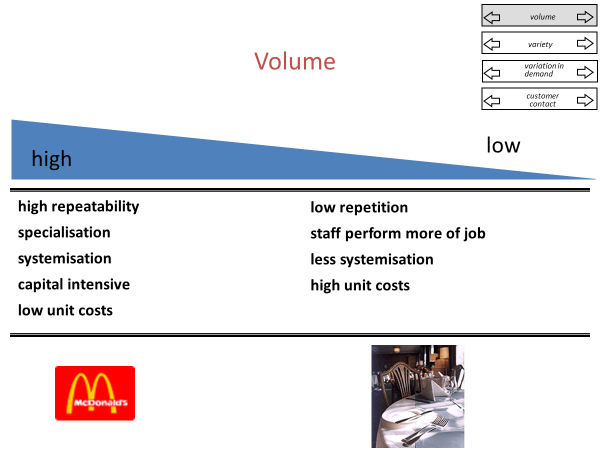 Volume
volume
variety
variation in
demand
customer
contact
high
low
high repeatability
specialisation
systemisation
capital intensive
low unit costs
low repetition
staff perform more of job
less systemisation
high unit costs
McDonald's